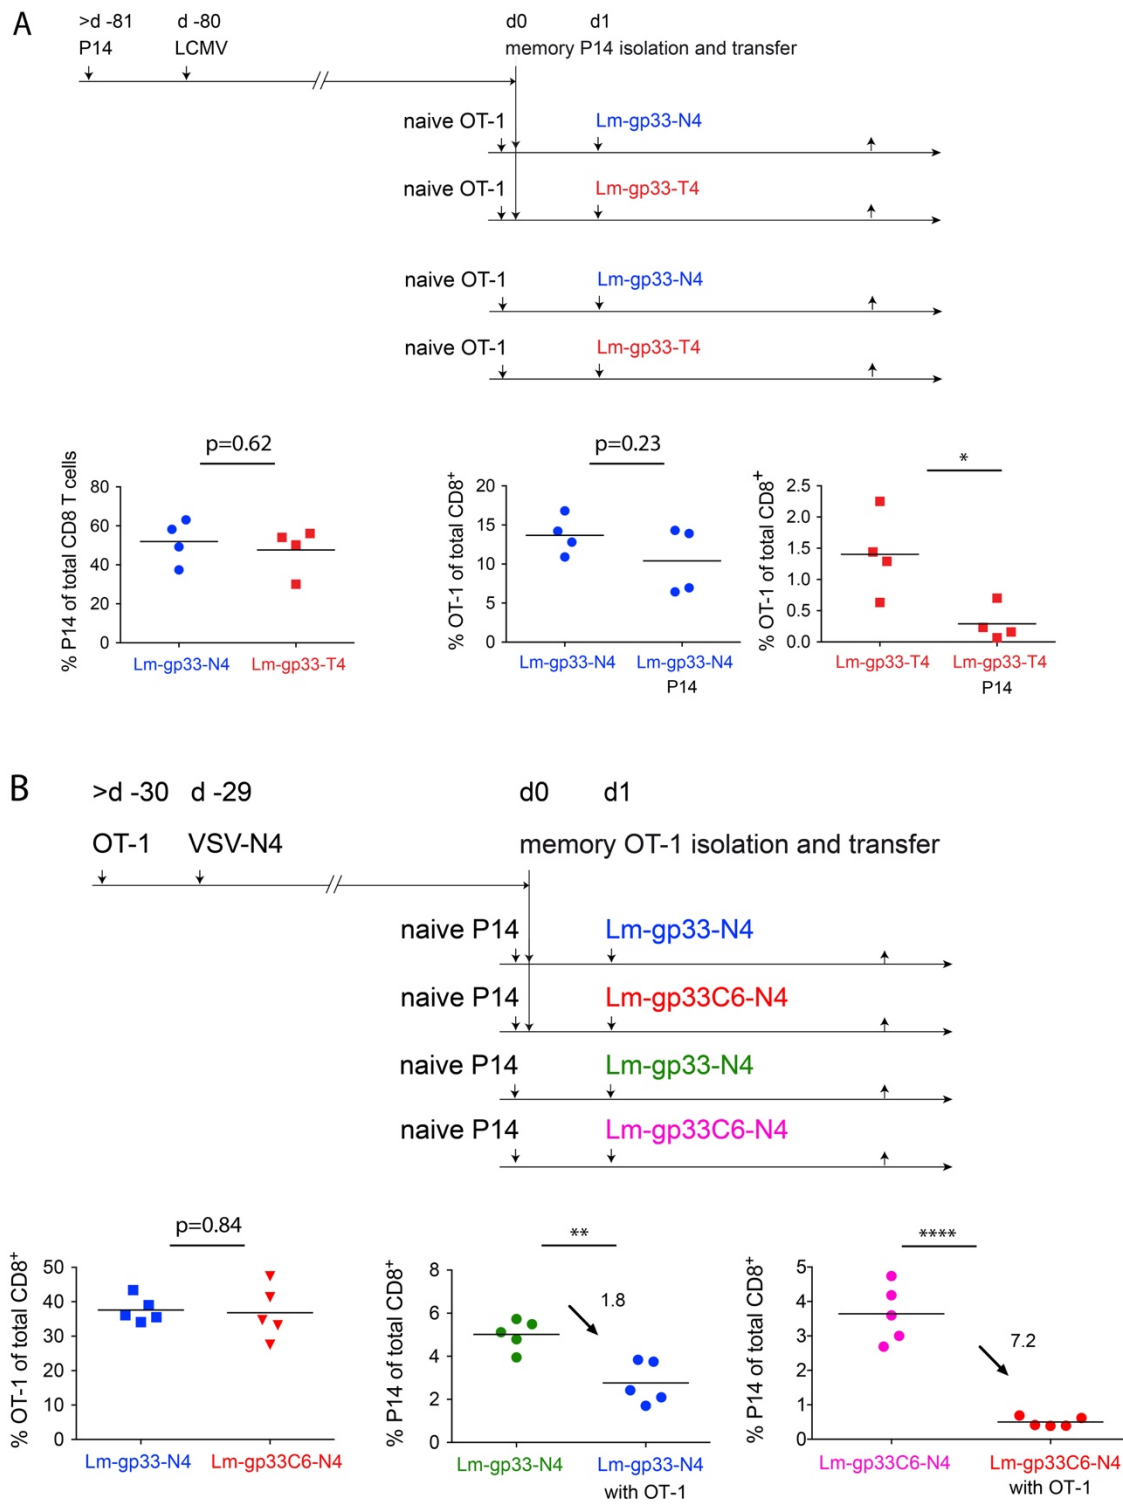 A
>d -81 d -80 d0 d1
P14 LCMV memory P14 isolation and transfer
naive OT-1 Lm-gp33-N4
naive OT-1 Lm-gp33-T4
naive OT-1 Lm-gp33-N4
naive OT-1 Lm-gp33-T4
% P14 of total CD8 T cells
p=0.62
80
60
40
20
0
Lm-gp33-N4 Lm-gp33-T4
% OT-1 of total CD8+
p=0.23
20
15
10
5
0
Lm-gp33-N4 Lm-gp33-N4
P14
% OT-1 of total CD8+
*
2.5
2.0
1.5
1.0
0.5
0.0
Lm-gp33-T4 Lm-gp33-T4
P14
B
>d -30 d -29 d0 d1
OT-1 VSV-N4 memory OT-1 isolation and transfer
naive P14 Lm-gp33-N4
naive P14 Lm-gp33C6-N4
naive P14 Lm-gp33-N4
naive P14 Lm-gp33C6-N4
% OT-1 of total CD8+
p=0.84
50
40
30
20
10
0
Lm-gp33-N4 Lm-gp33C6-N4
% P14 of total CD8+
**
1.8
8
6
4
2
0
Lm-gp33-N4 Lm-gp33-N4
with OT-1
% P14 of total CD8+
****
7.2
5
4
3
2
1
0
Lm-gp33C6-N4 Lm-gp33C6-N4
with OT-1